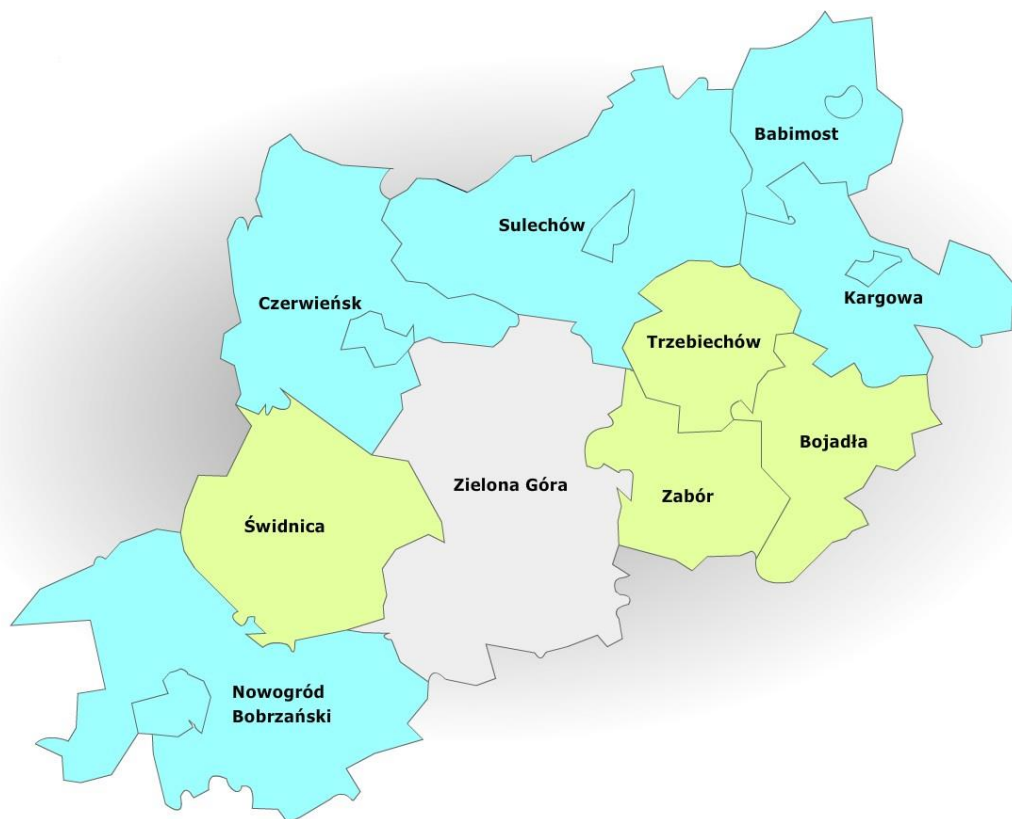 Babimost
Sulechów
Kargowa
Czerwieńsk
Trzebiechów
Bojadła
Zielona Góra
Zabór
Świdnica
Nowogród
Bobrzański